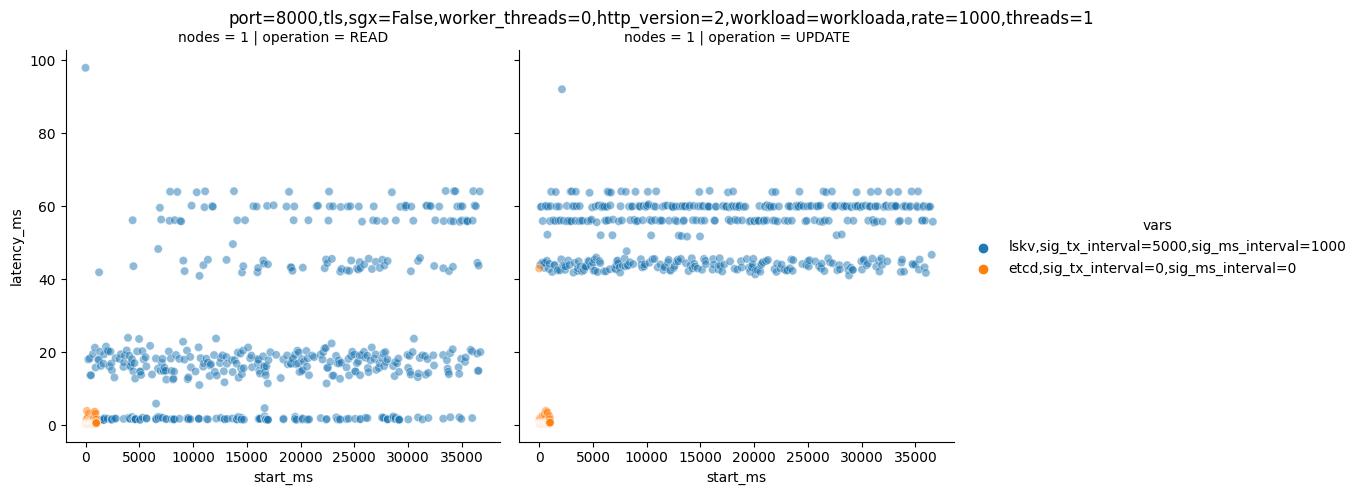 port=8000,tls,sgx=False,worker_threads=0,http_version=2,workload=workloada,rate=1000,threads=1
nodes = 1 | operation = READ
nodes = 1 | operation = UPDATE
100
80
60
40
20
0
latency_ms
0 5000 10000 15000 20000 25000 30000 35000
0 5000 10000 15000 20000 25000 30000 35000
start_ms
start_ms
vars
lskv,sig_tx_interval=5000,sig_ms_interval=1000
etcd,sig_tx_interval=0,sig_ms_interval=0